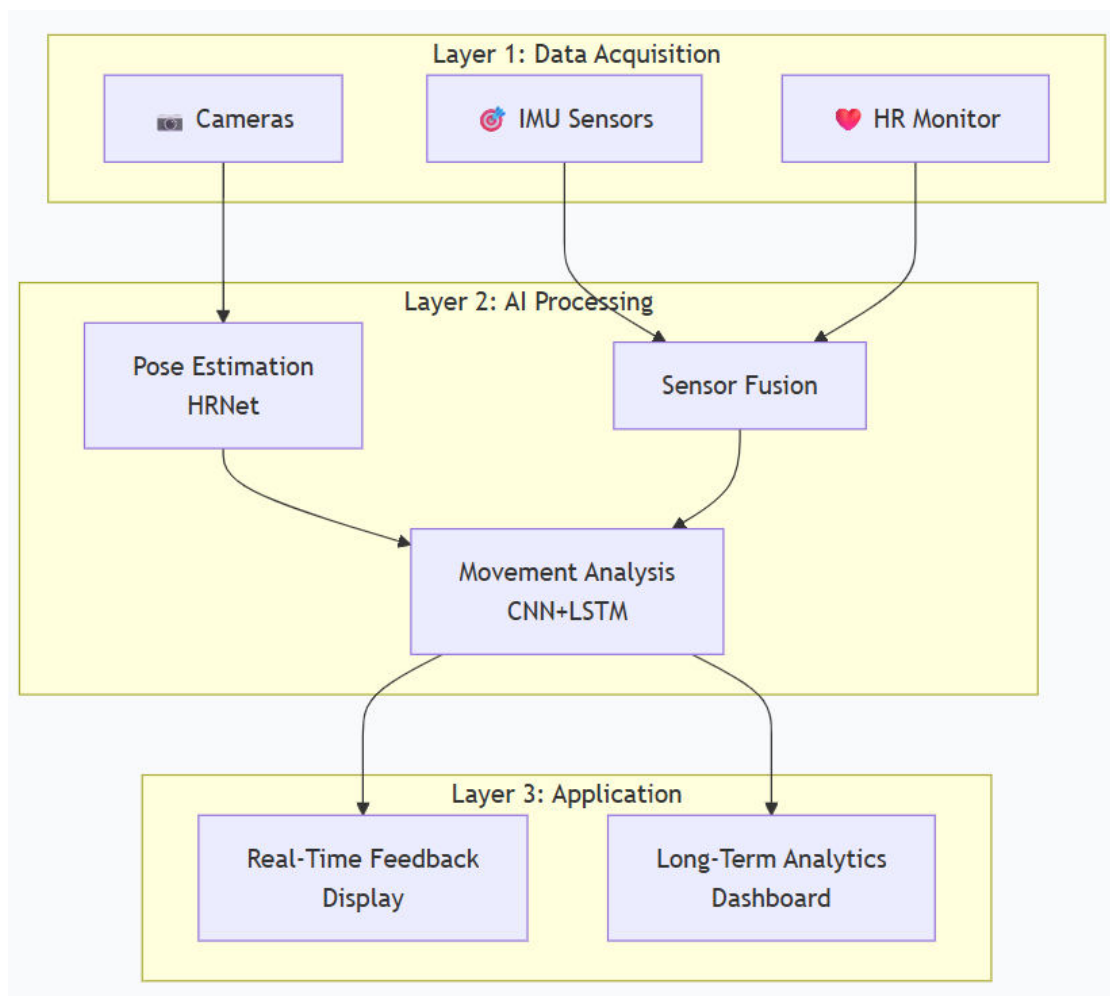 Layer 1: Data Acquisition
📷 Cameras
🎯 IMU Sensors
❤️ HR Monitor
Layer 2: AI Processing
Pose Estimation
HRNet
Sensor Fusion
Movement Analysis
CNN+LSTM
Layer 3: Application
Real-Time Feedback
Display
Long-Term Analytics
Dashboard